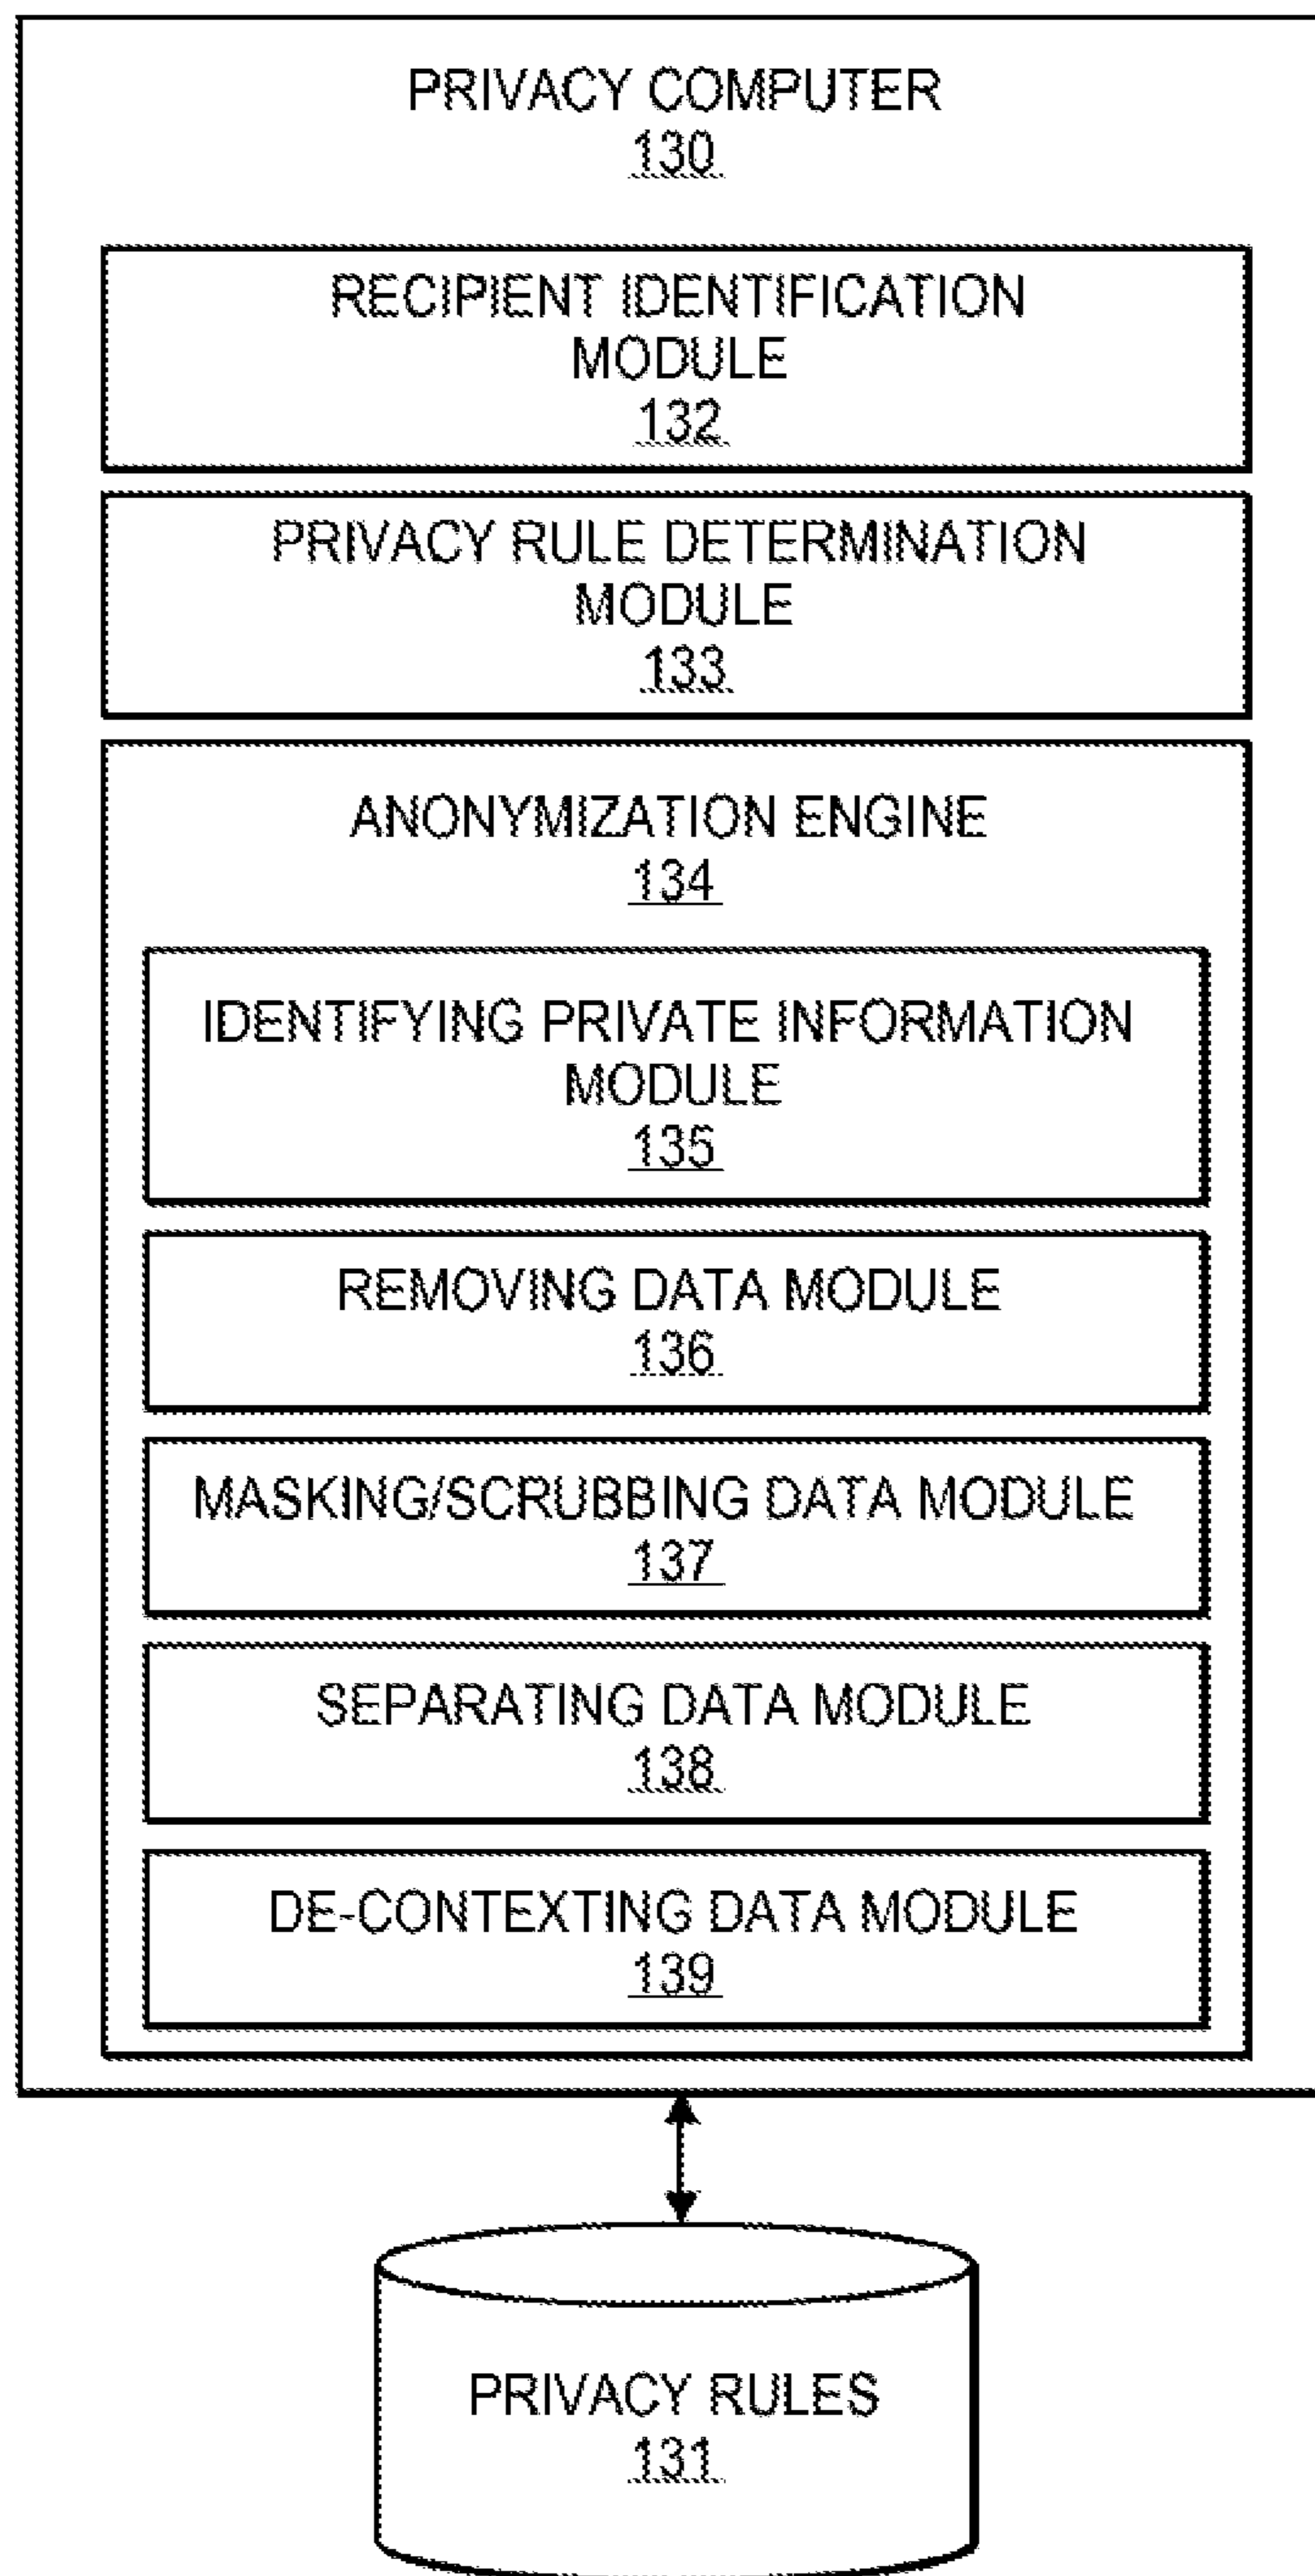 PRIVACY COMPUTER
130
RECIPIENT IDENTIFICATION
MODULE
132
PRIVACY RULE DETERMINATION
MODULE
133
ANONYMIZATION ENGINE
134
IDENTIFYING PRIVATE INFORMATION
MODULE
135
REMOVING DATA MODULE
136
MASKING/SCRUBBING DATA MODULE
137
SEPARATING DATA MODULE
138
DE-CONTEXTING DATA MODULE
139
PRIVACY RULES
131